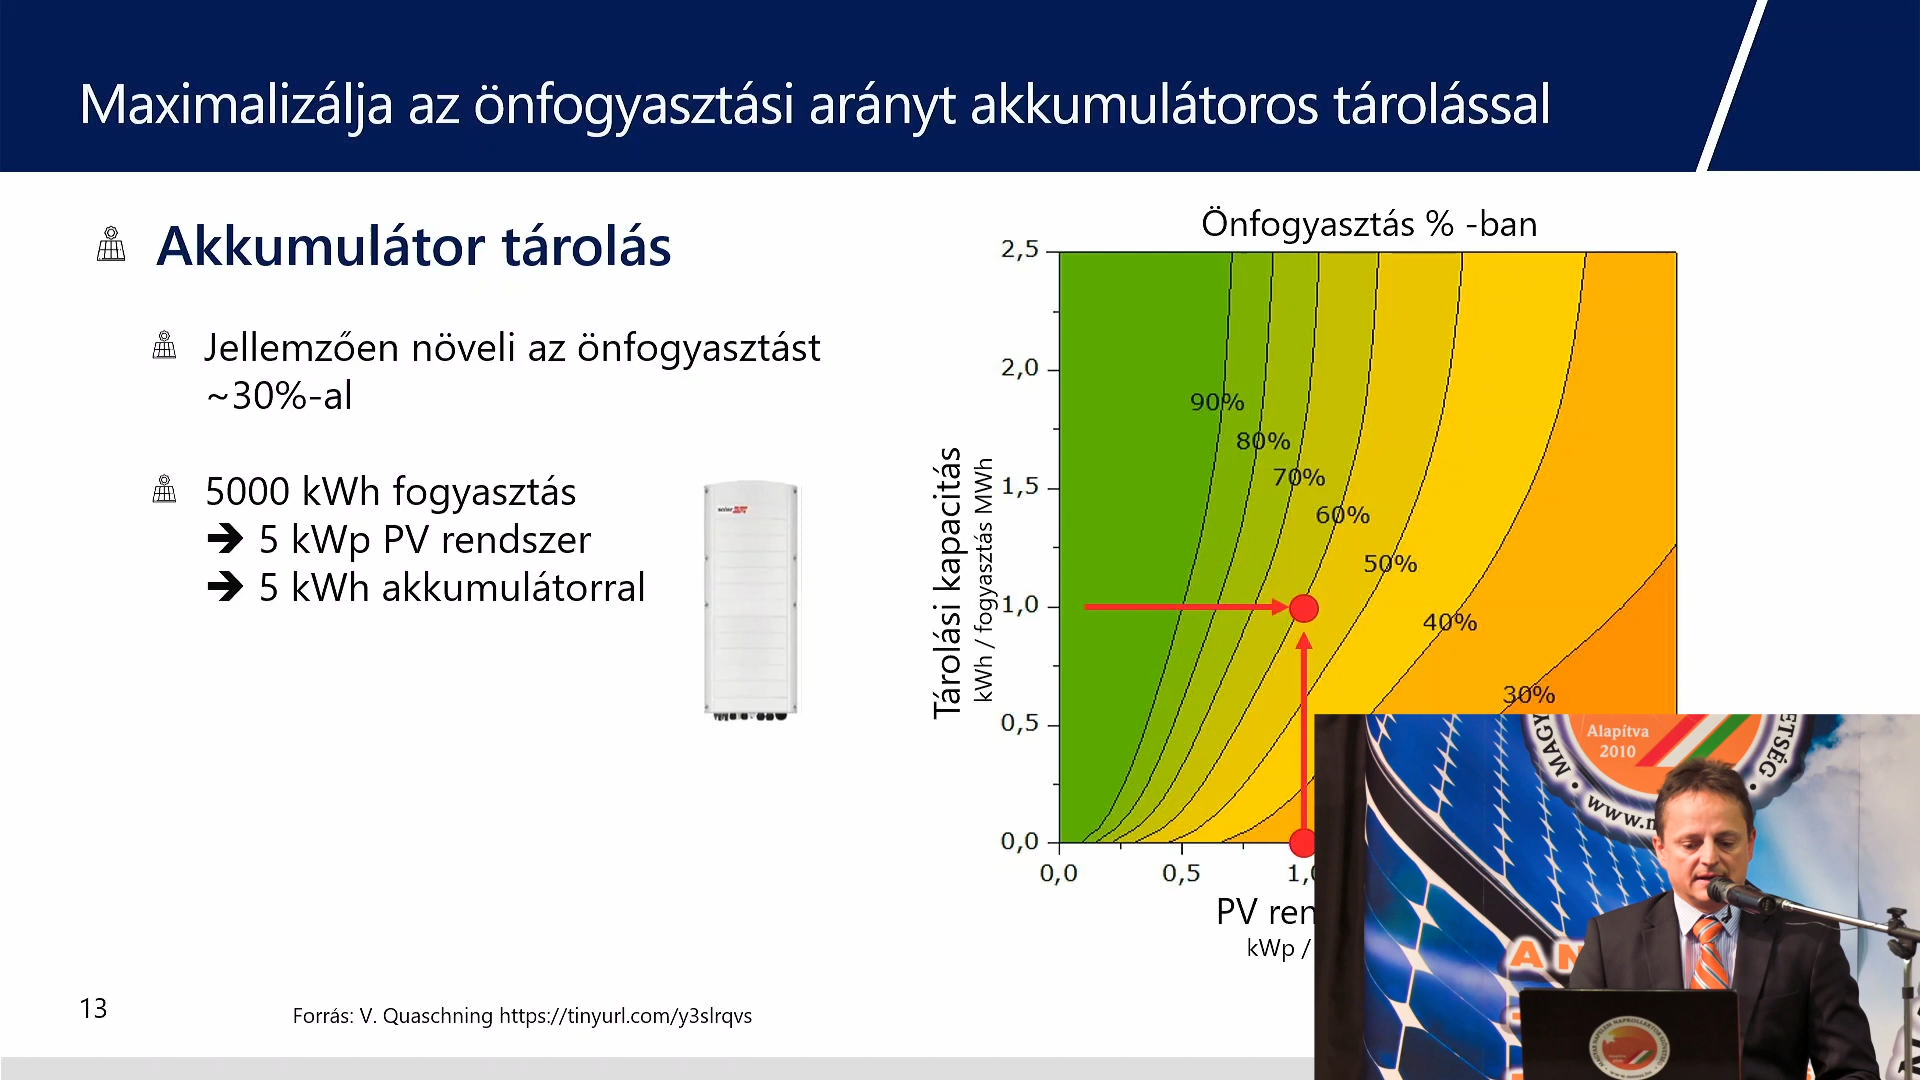 Maximalizálja az önfogyasztási arányt akkumulátoros tárolással
Akkumulátor tárolás
Jellemzően növeli az önfogyasztást
~30%-al
5000 kWh fogyasztás
➔ 5 kWp PV rendszer
➔ 5 kWh akkumulátorral
Önfogyasztás % -ban
Tárolási kapacitás
kWh / fogyasztás MWh
2,5
2,0
1,5
1,0
0,5
0,0
90%
80%
70%
60%
50%
40%
30%
0,0
0,5
PV
kWp /
Alapítva
2010
13
Forrás: V. Quaschning https://tinyurl.com/y3slrqvs